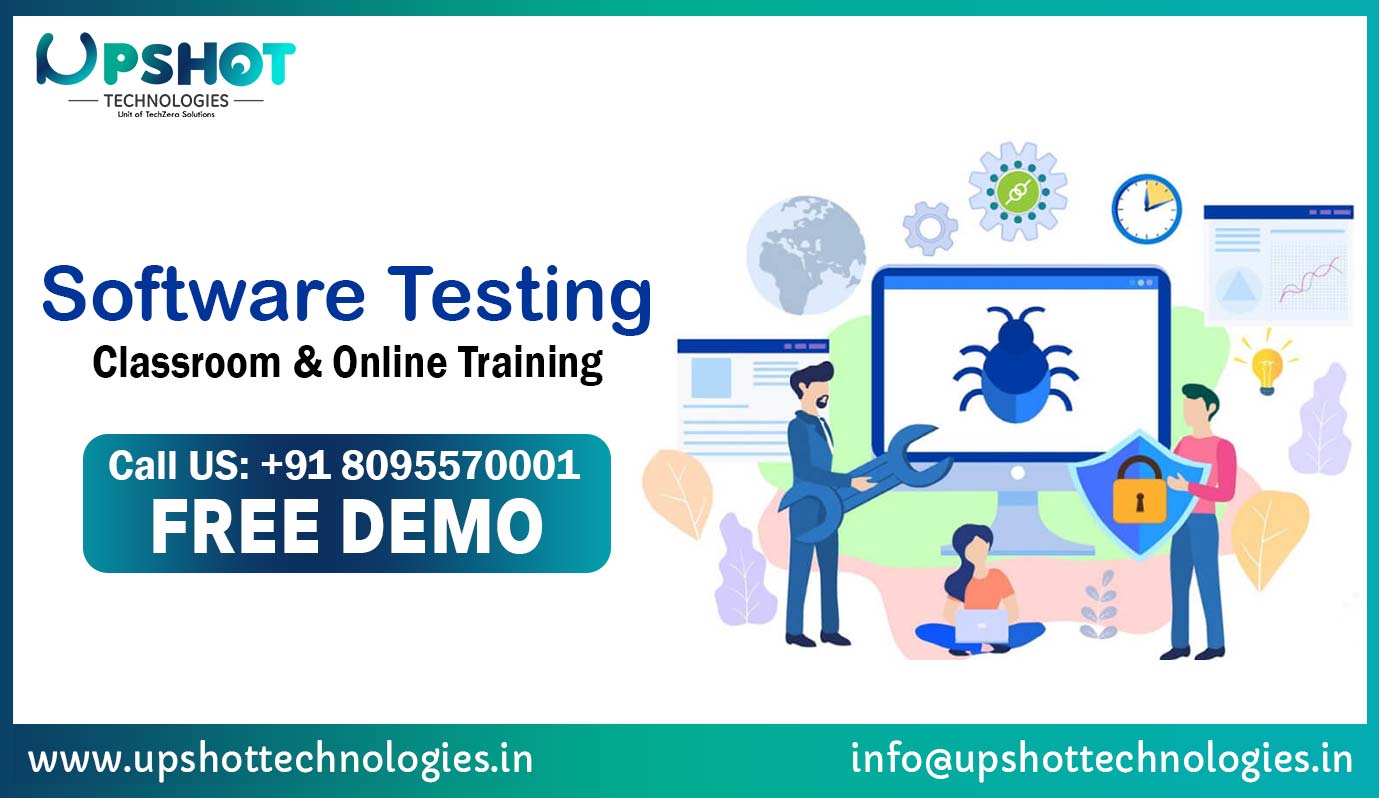 UPSHOT
TECHNOLOGIES
Unit of TechZera Solutions
Software Testing
Classroom & Online Training
Call US: +91 8095570001
FREE DEMO
www.upshottechnologies.in
info@upshottechnologies.in